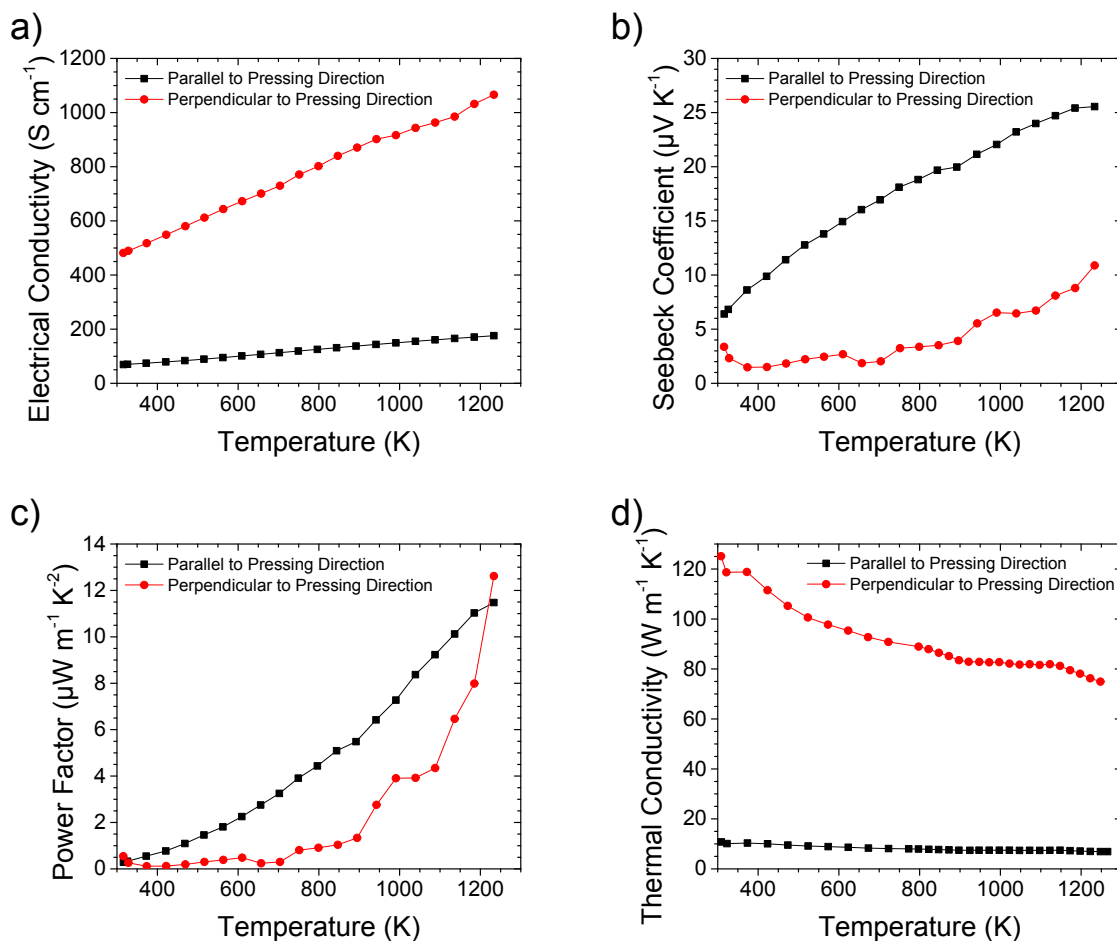 a)
1200
1000
800
600
400
200
0
Electrical Conductivty (S cm⁻¹)
Parallel to Pressing Direction
Perpendicular to Pressing Direction
400 600 800 1000 1200
Temperature (K)
b)
30
25
20
15
10
5
0
Seebeck Coefficient (µV K⁻¹)
Parallel to Pressing Direction
Perpendicular to Pressing Direction
400 600 800 1000 1200
Temperature (K)
c)
14
12
10
8
6
4
2
0
Power Factor (µW m⁻¹ K⁻²)
Parallel to Pressing Direction
Perpendicular to Pressing Direction
400 600 800 1000 1200
Temperature (K)
d)
120
100
80
60
40
20
0
Thermal Conductivity (W m⁻¹ K⁻¹)
Parallel to Pressing Direction
Perpendicular to Pressing Direction
400 600 800 1000 1200
Temperature (K)